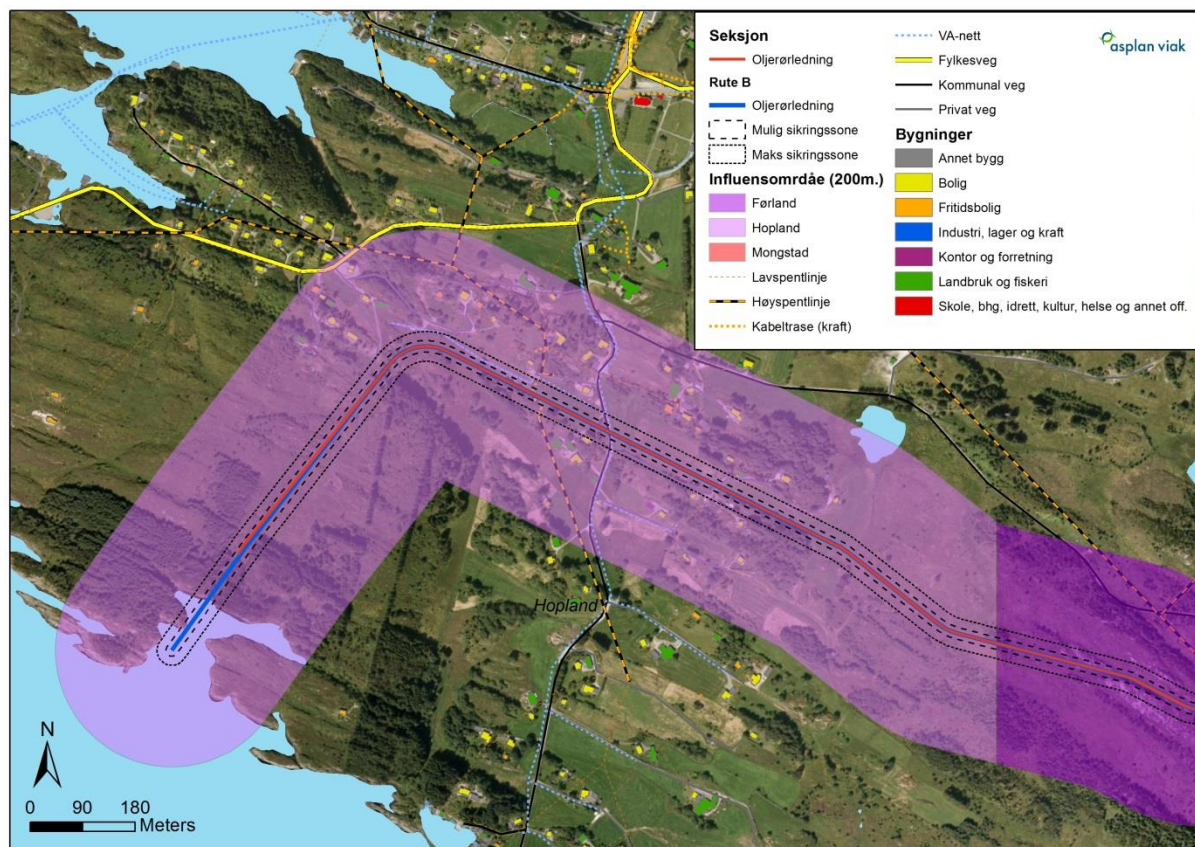 Seksjon
Oljerørledning
Rute B
Oljerørledning
Mulig sikringssone
Maks sikringssone
Influensområde (200m.)
Førland
Hopland
Mongstad
Lavspentlinje
Høyspentlinje
Kabeltrase (kraft)
VA-nett
Fylkesveg
Kommunal veg
Privat veg
Bygninger
Annet bygg
Bolig
Fritidsbolig
Industri, lager og kraft
Kontor og forretning
Landbruk og fiskeri
Skole, bhg, idrett, kultur, helse og annet off.
asplan viak
Hopland
N
0 90 180
Meters